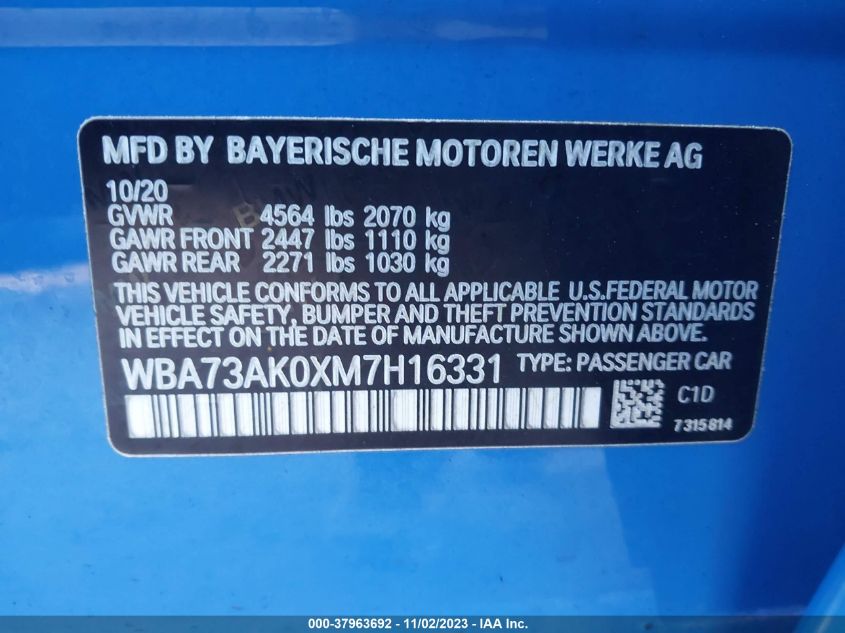 MFD BY BAYERISCHE MOTOREN WERKE AG
10/20
GVWR 4564 lbs 2070 kg
GAWR FRONT 2447 lbs 1110 kg
GAWR REAR 2271 lbs 1030 kg
THIS VEHICLE CONFORMS TO ALL APPLICABLE U.S.FEDERAL MOTOR
VEHICLE SAFETY, BUMPER AND THEFT PREVENTION STANDARDS
IN EFFECT ON THE DATE OF MANUFACTURE SHOWN ABOVE.
WBA73AK0XM7H16331 TYPE: PASSENGER CAR
C1D
7315814
000-37963692 - 11/02/2023 - IAA Inc.